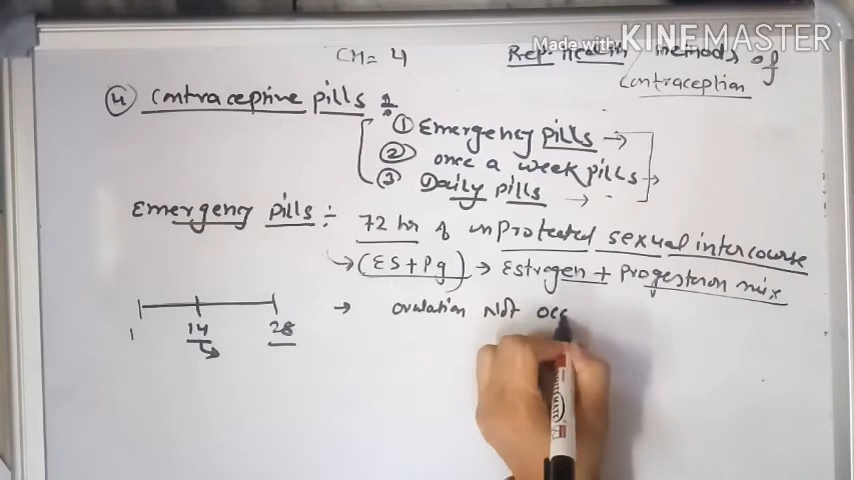 Made with KINEMASTER
CH= 4 Rep. Health / methods of
contraception
④ Contraceptive pills :
① Emergency pills →
② once a week pills →
③ Daily pills →
Emergency pills ÷ 72 hr of unprotected sexual intercourse
↳ (ES + Pg) → Estrogen + Progesteron mix
1 14 28 → ovulation Not occ